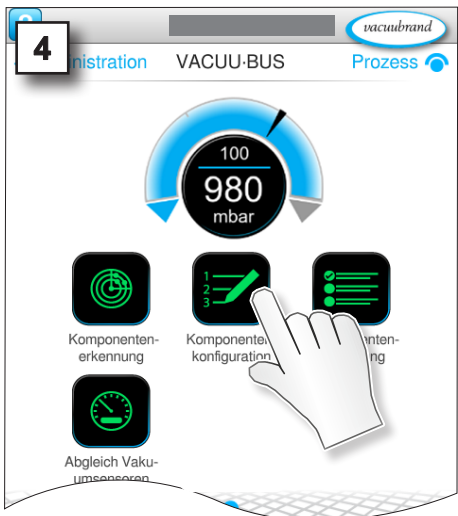 4
vacuubrand
nistration VACUU·BUS Prozess
100
980
mbar
1
2
3
Komponenten-
erkennung
Komponenten
konfiguration
nten-
ng
Abgleich Vaku-
umsensoren